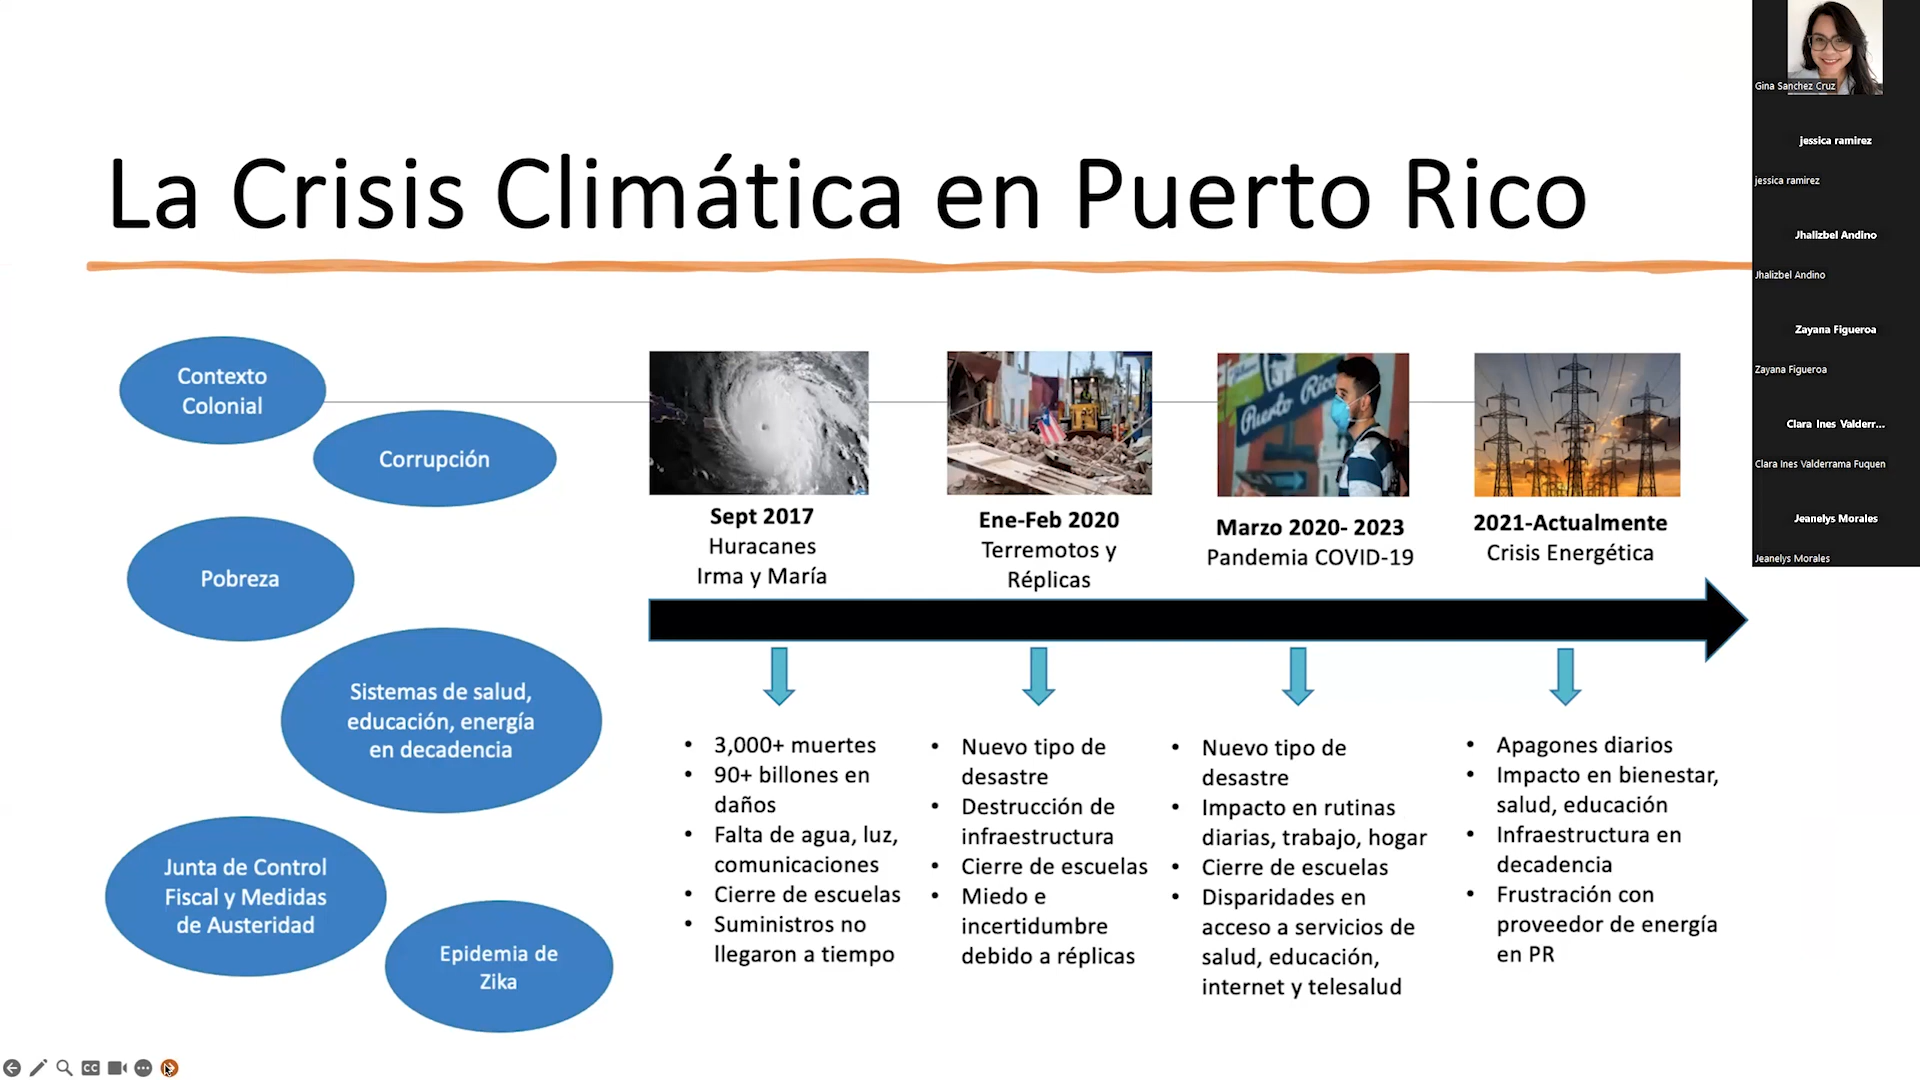 La Crisis Climática en Puerto Rico
Contexto
Colonial
Corrupción
Pobreza
Sistemas de salud,
educación, energía
en decadencia
Junta de Control
Fiscal y Medidas
de Austeridad
Epidemia de
Zika
Puerto Rico
Sept 2017
Huracanes
Irma y María
Ene-Feb 2020
Terremotos y
Réplicas
Marzo 2020- 2023
Pandemia COVID-19
2021-Actualmente
Crisis Energética
• 3,000+ muertes
• 90+ billones en
daños
• Falta de agua, luz,
comunicaciones
• Cierre de escuelas
• Suministros no
llegaron a tiempo
• Nuevo tipo de
desastre
• Destrucción de
infraestructura
• Cierre de escuelas
• Miedo e
incertidumbre
debido a réplicas
• Nuevo tipo de
desastre
• Impacto en rutinas
diarias, trabajo, hogar
• Cierre de escuelas
• Disparidades en
acceso a servicios de
salud, educación,
internet y telesalud
• Apagones diarios
• Impacto en bienestar,
salud, educación
• Infraestructura en
decadencia
• Frustración con
proveedor de energía
en PR
Gina Sanchez Cruz
jessica ramirez
jessica ramirez
Jhalizbel Andino
Jhalizbel Andino
Zayana Figueroa
Zayana Figueroa
Clara Ines Valderr...
Clara Ines Valderrama Fuquen
Jeanelys Morales
Jeanelys Morales
CC